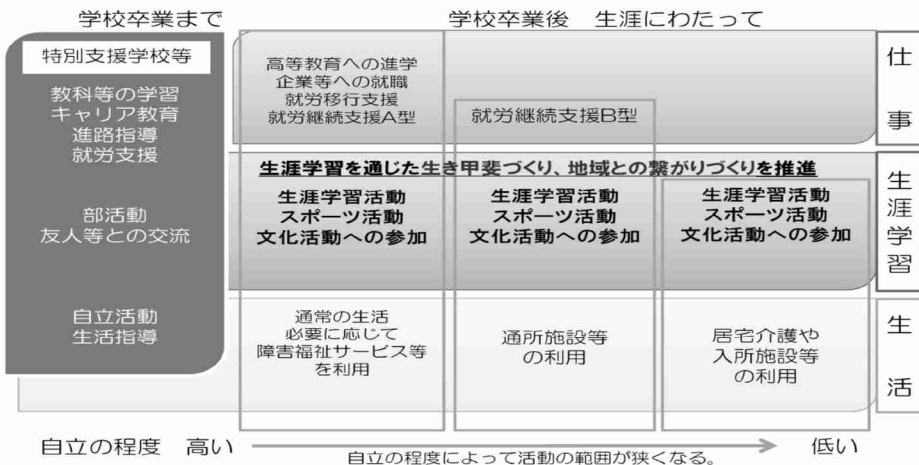 学校卒業まで
学校卒業後　生涯にわたって
特別支援学校等
教科等の学習
キャリア教育
進路指導
就労支援
部活動
友人等との交流
自立活動
生活指導
高等教育への進学
企業等への就職
就労移行支援
就労継続支援A型
就労継続支援B型
仕事
生涯学習を通じた生き甲斐づくり、地域との繋がりづくりを推進
生涯学習活動
スポーツ活動
文化活動への参加
生涯学習活動
スポーツ活動
文化活動への参加
生涯学習活動
スポーツ活動
文化活動への参加
生涯学習
通常の生活
必要に応じて
障害福祉サービス等
を利用
通所施設等
の利用
居宅介護や
入所施設等
の利用
生活
自立の程度　高い
自立の程度によって活動の範囲が狭くなる。
低い